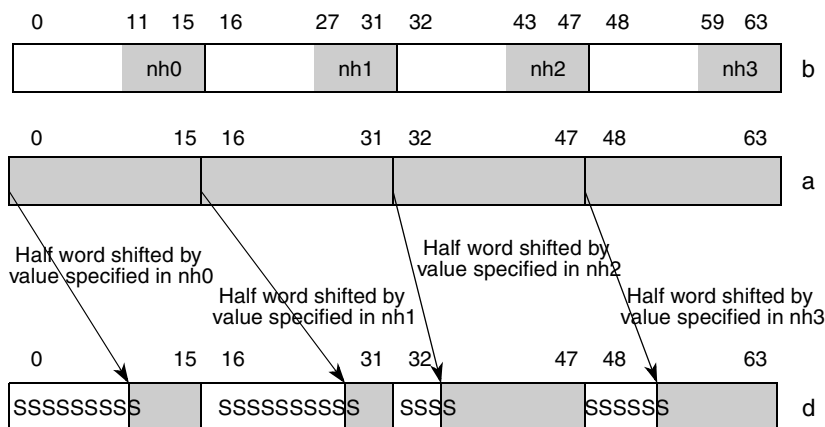 0 11 15 16 27 31 32 43 47 48 59 63
nh0 nh1 nh2 nh3 b
0 15 16 31 32 47 48 63
a
Half word shifted by
value specified in nh0
Half word shifted by
value specified in nh1
Half word shifted by
value specified in nh2
Half word shifted by
value specified in nh3
0 15 16 31 32 47 48 63
SSSSSSSSS SSSSSSSSSS SSSS SSSSSS d